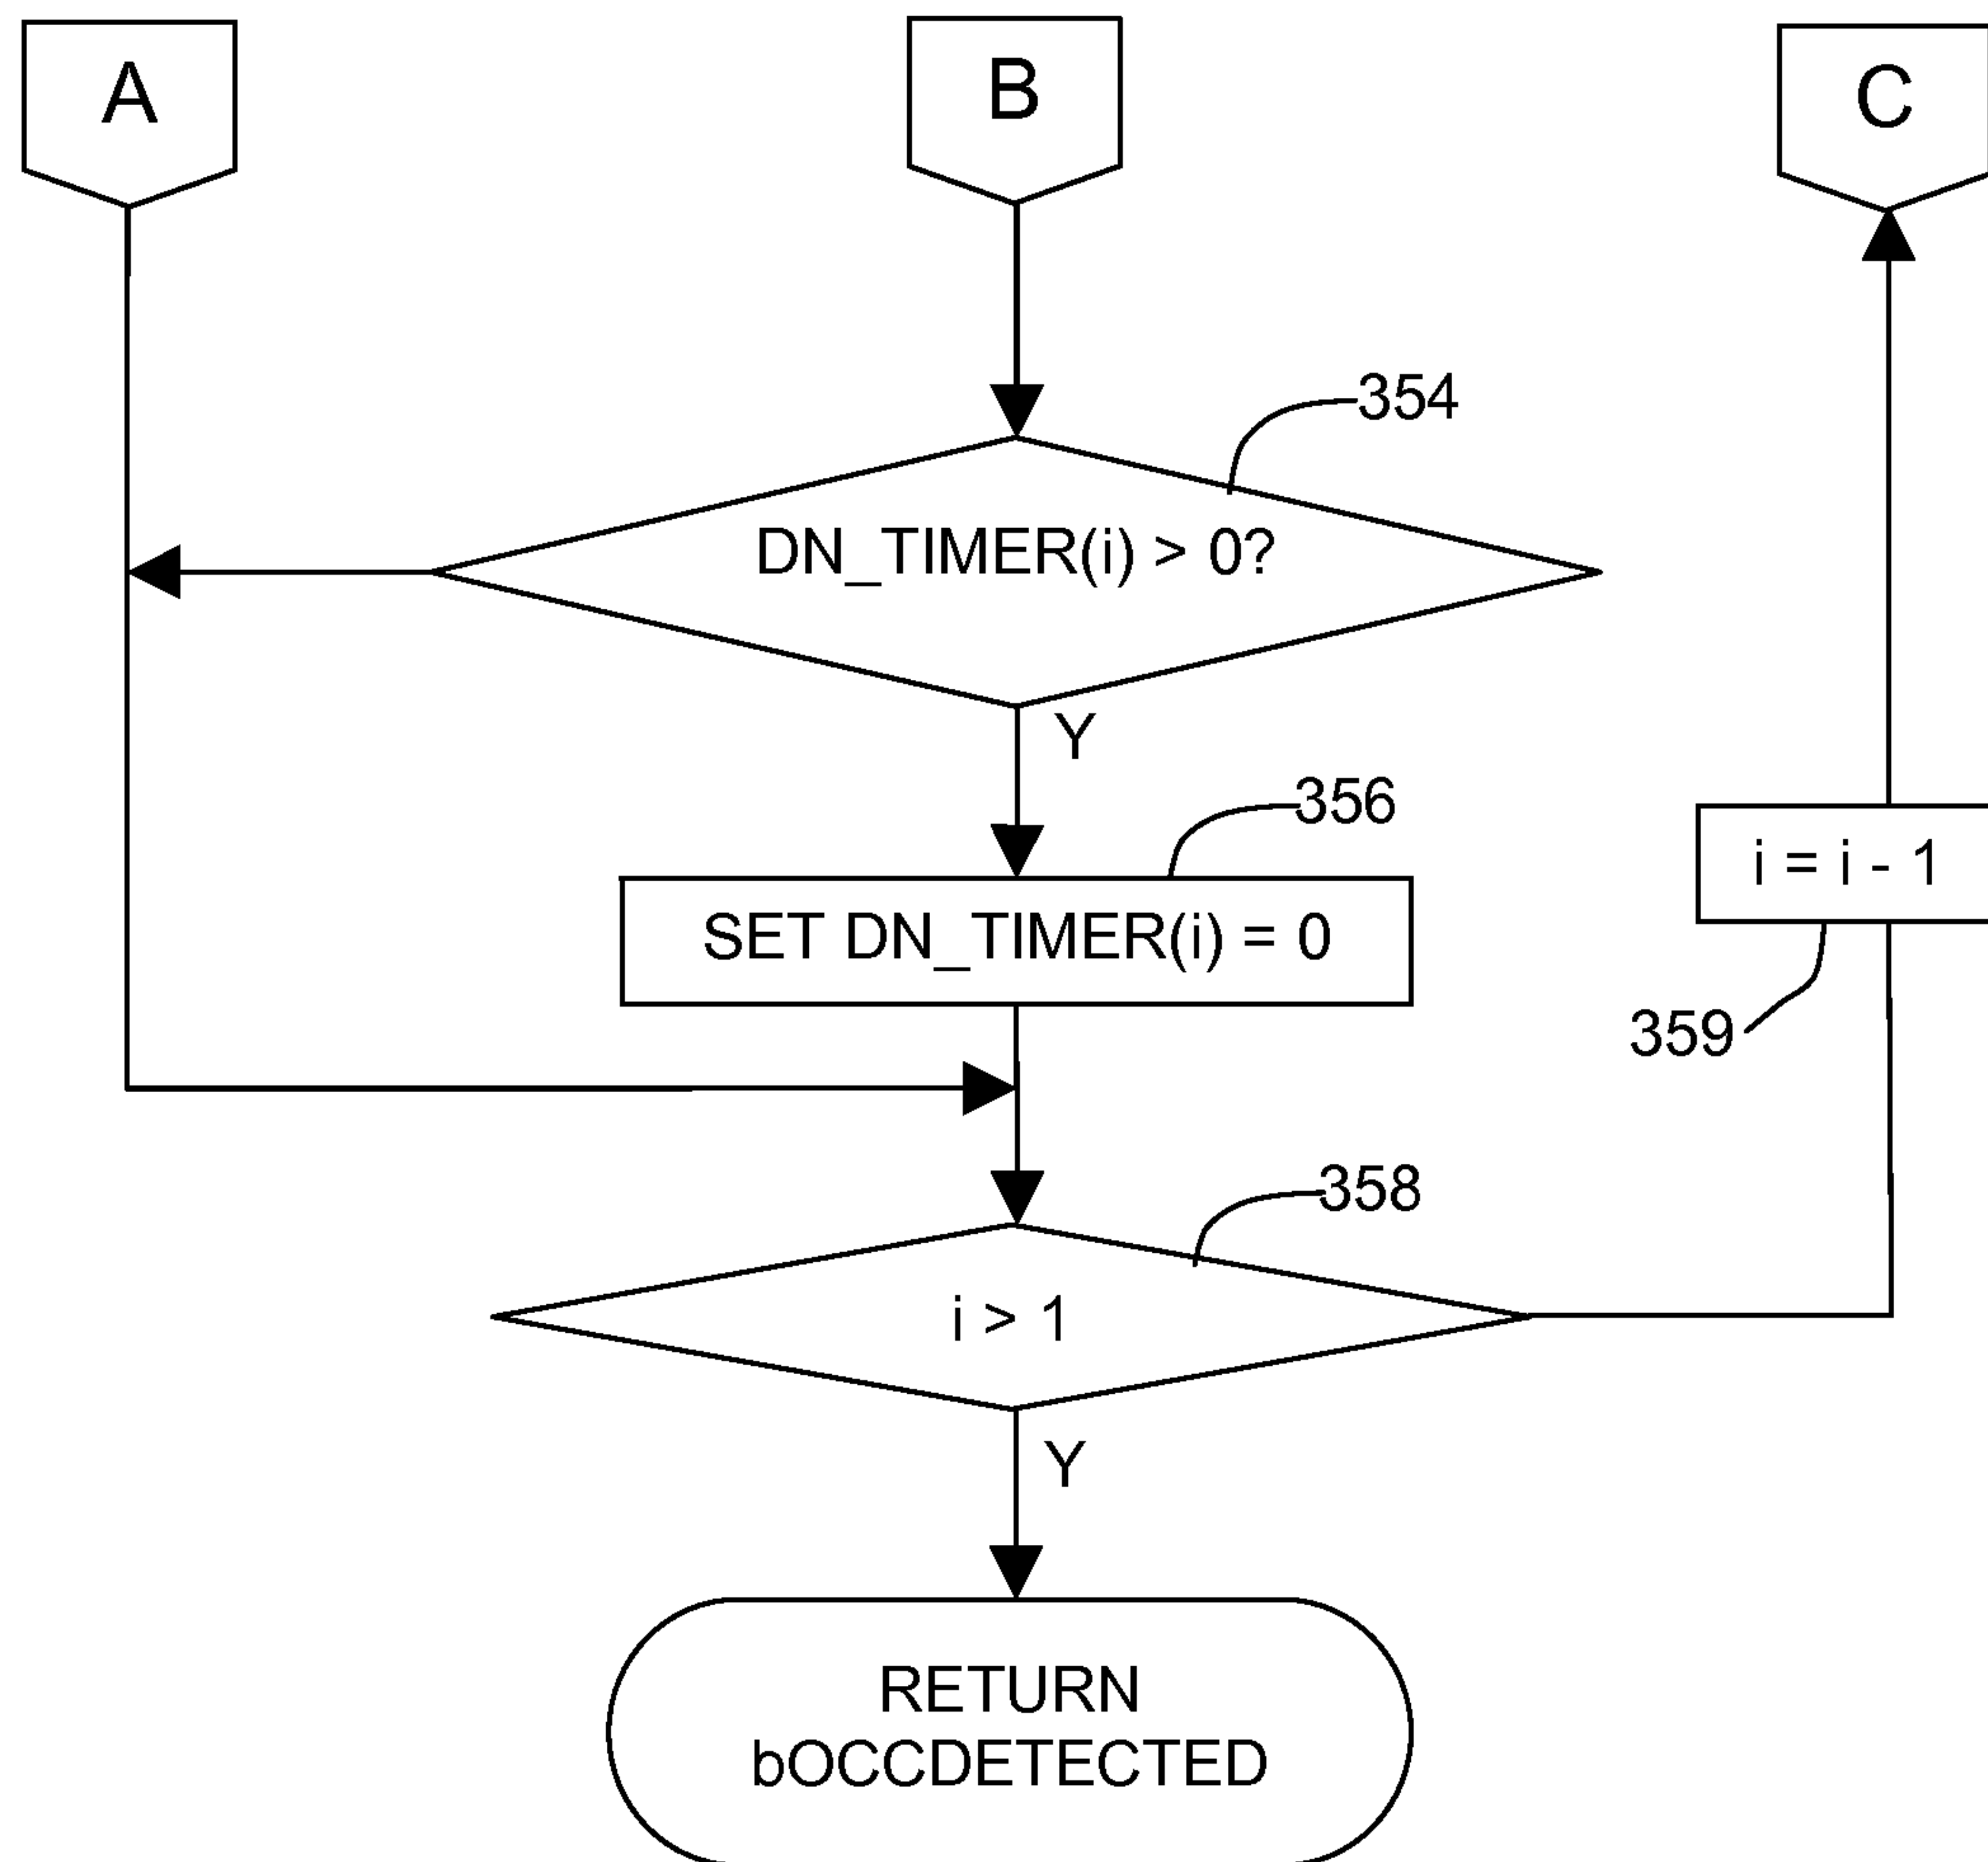 A
B
C
354
DN_TIMER(i) > 0?
Y
356
SET DN_TIMER(i) = 0
i = i - 1
359
358
i > 1
Y
RETURN
bOCCDETECTED